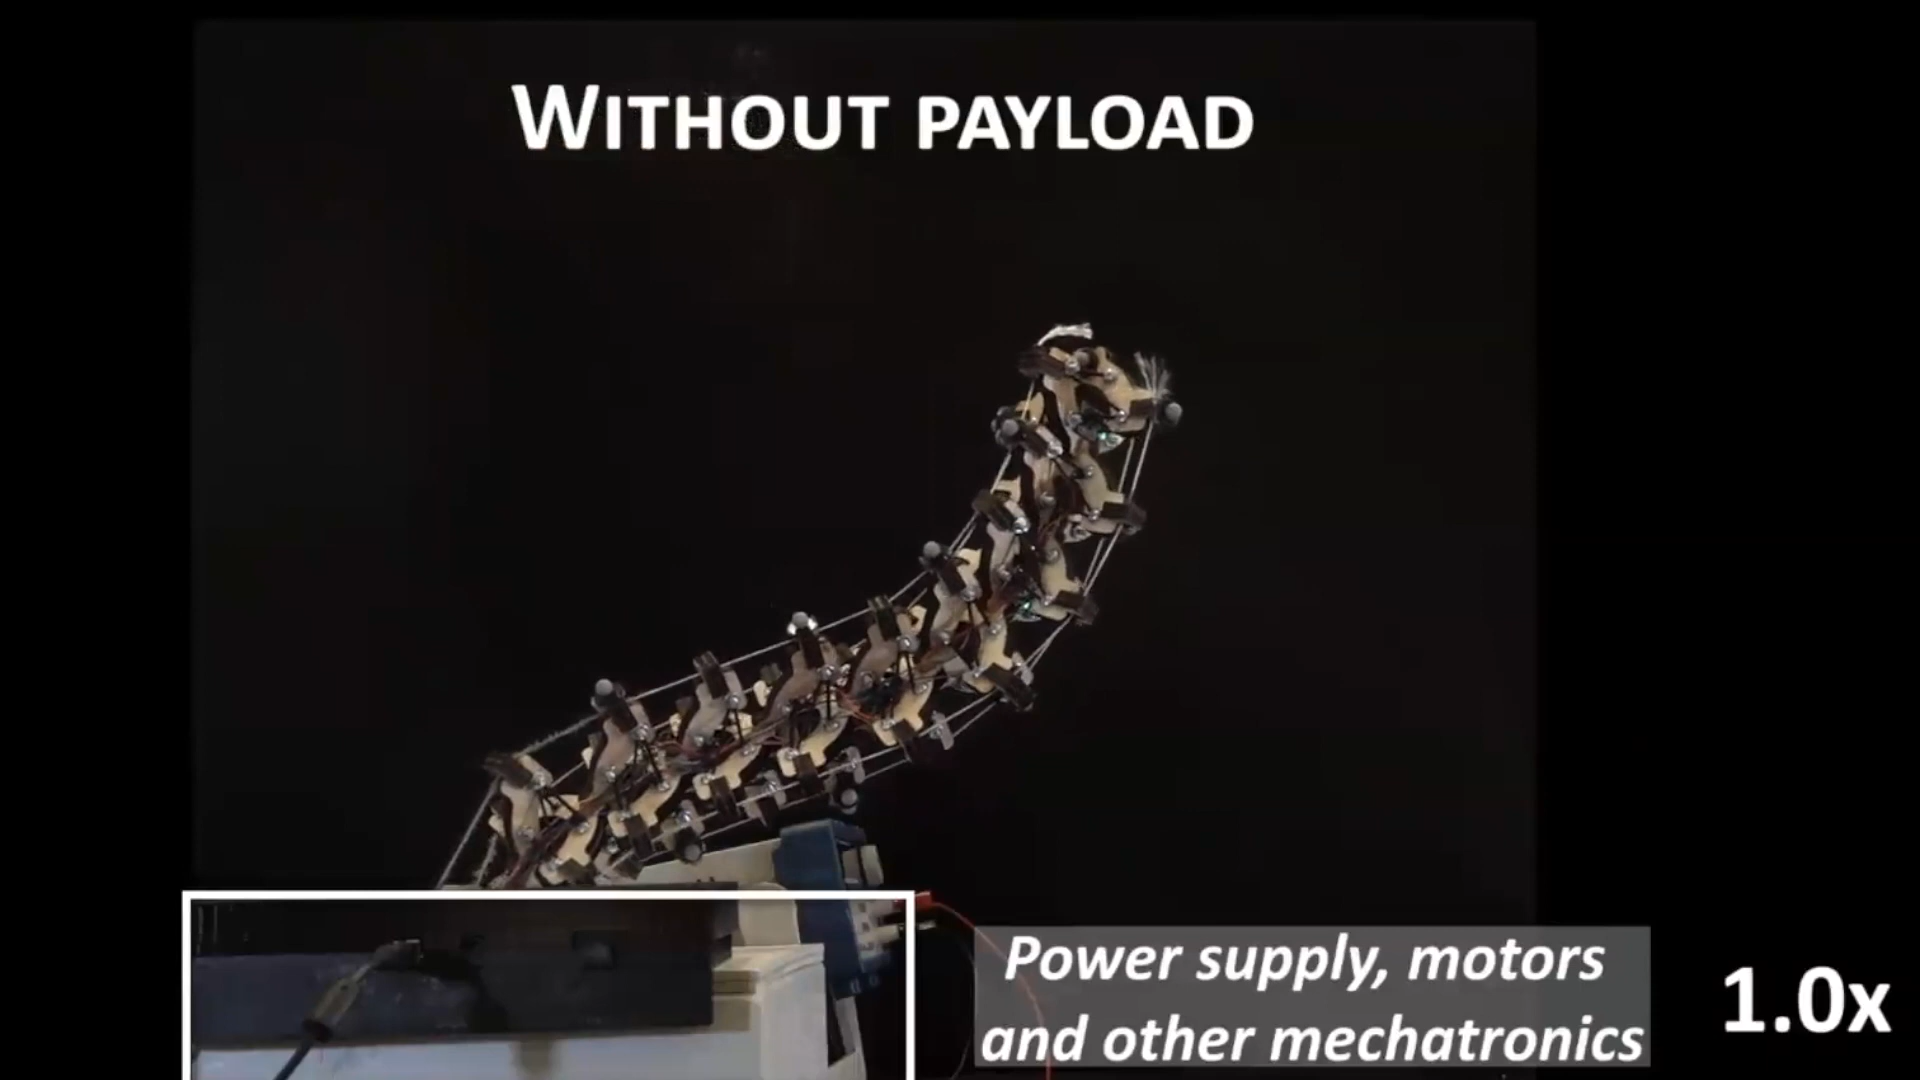 WITHOUT PAYLOAD
Power supply, motors
and other mechatronics
1.0x